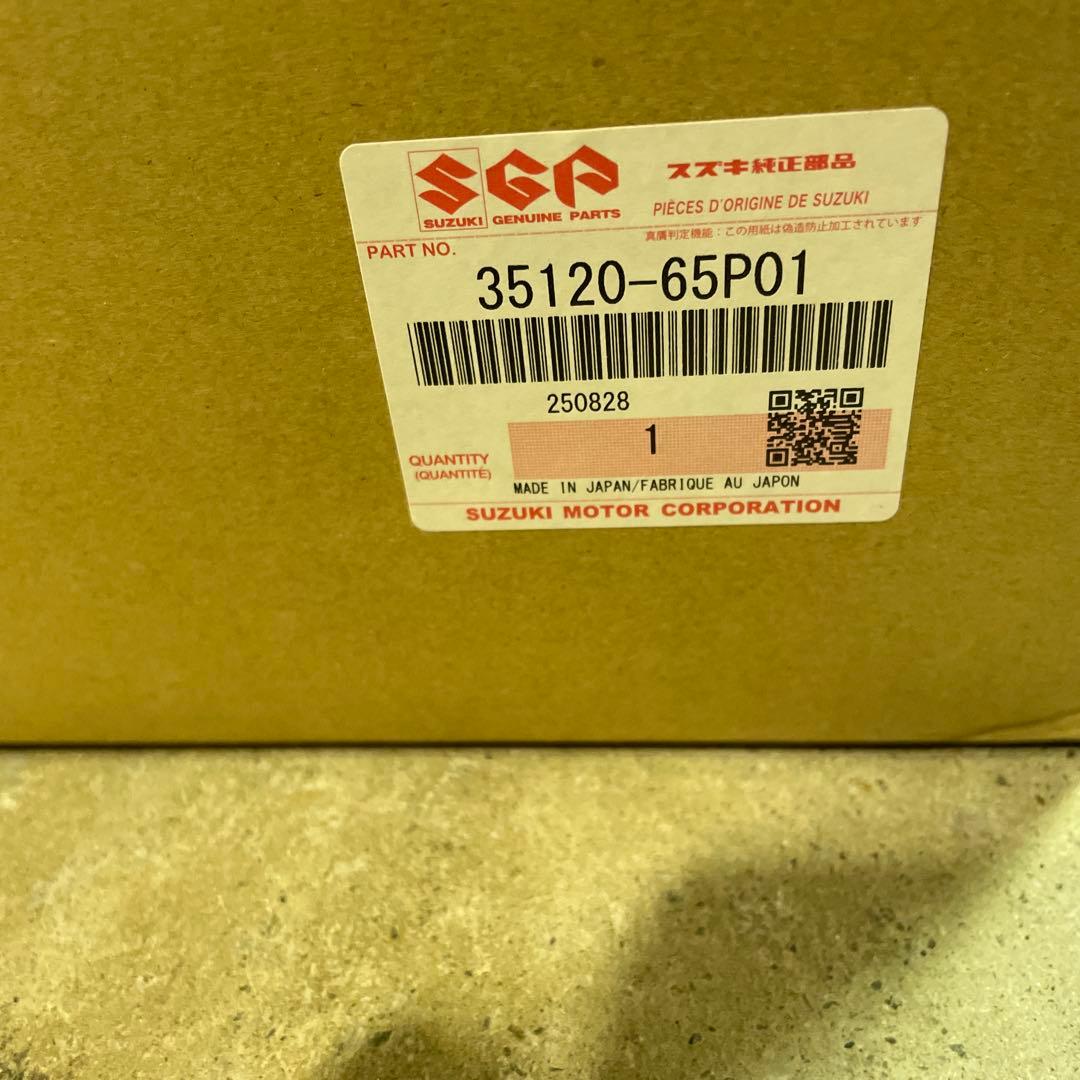 SGP スズキ純正部品
SUZUKI GENUINE PARTS PIÈCES D'ORIGINE DE SUZUKI
真贋判定機能：この用紙は偽造防止加工されています
PART NO.
35120-65P01
250828
1
QUANTITY
(QUANTITÉ)
MADE IN JAPAN/FABRIQUE AU JAPON
SUZUKI MOTOR CORPORATION